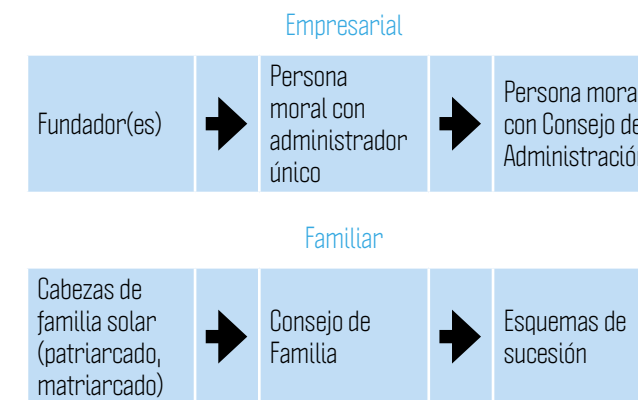 Empresarial
Fundador(es)
Persona
moral con
administrador
único
Persona mora
con Consejo de
Administració
Familiar
Cabezas de
familia solar
(patriarcado,
matriarcado)
Consejo de
Familia
Esquemas de
sucesión